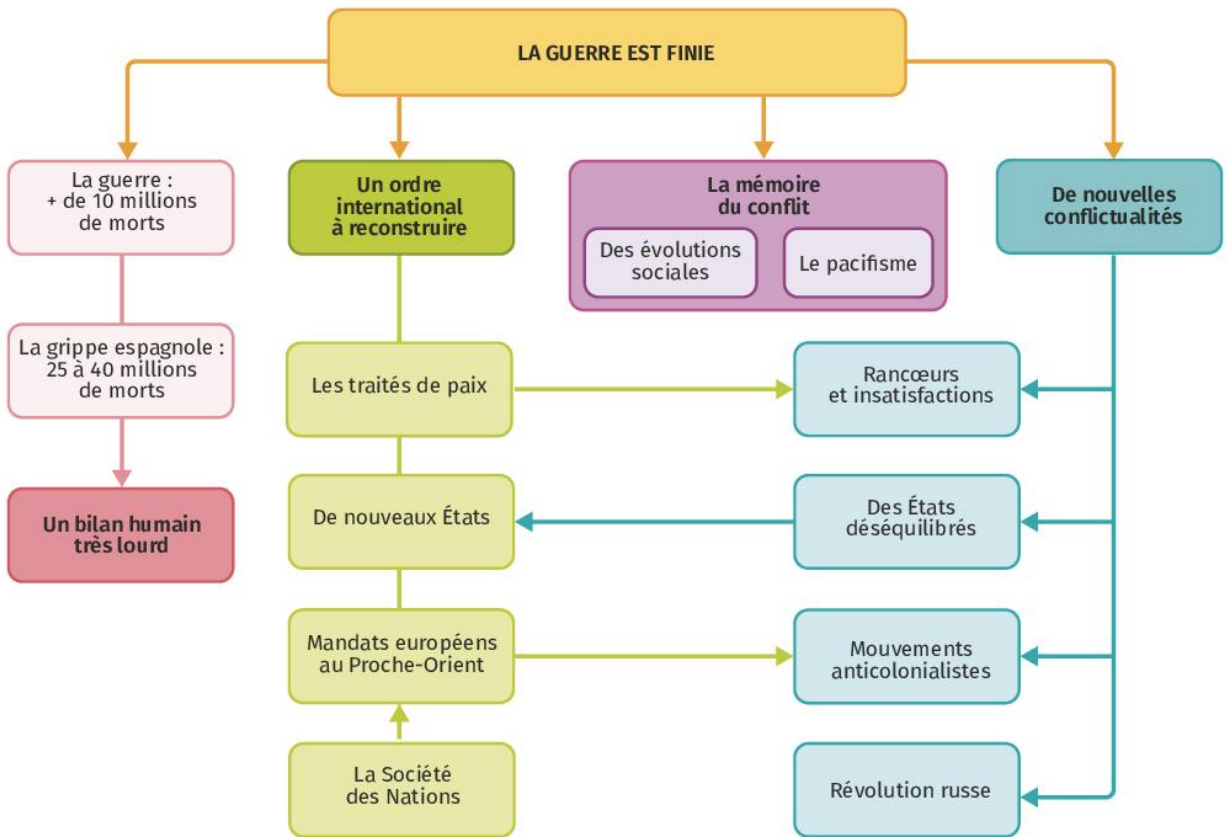 LA GUERRE EST FINIE
La guerre :
+ de 10 millions
de morts
La grippe espagnole :
25 à 40 millions
de morts
Un bilan humain
très lourd
Un ordre
international
à reconstruire
Les traités de paix
De nouveaux États
Mandats européens
au Proche-Orient
La Société
des Nations
La mémoire
du conflit
Des évolutions
sociales
Le pacifisme
De nouvelles
conflictualités
Rancœurs
et insatisfactions
Des États
déséquilibrés
Mouvements
anticolonialistes
Révolution russe